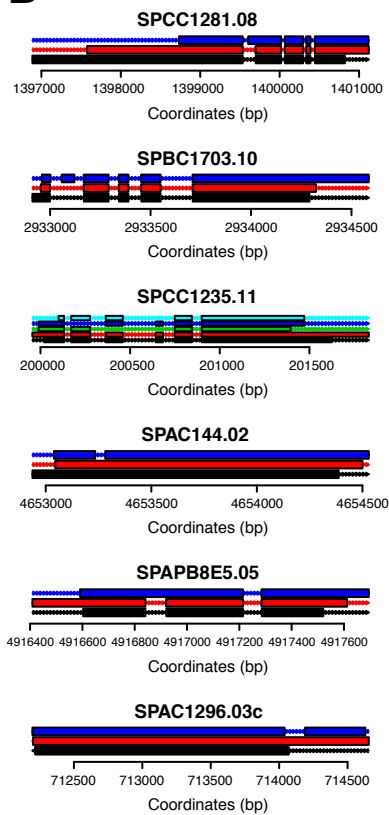 SPCC1281.08
1397000 1398000 1399000 1400000 1401000
Coordinates (bp)
SPBC1703.10
2933000 2933500 2934000 2934500
Coordinates (bp)
SPCC1235.11
200000 200500 201000 201500
Coordinates (bp)
SPAC144.02
4653000 4653500 4654000 4654500
Coordinates (bp)
SPAPB8E5.05
4916400 4916600 4916800 4917000 4917200 4917400 4917600
Coordinates (bp)
SPAC1296.03c
712500 713000 713500 714000 714500
Coordinates (bp)